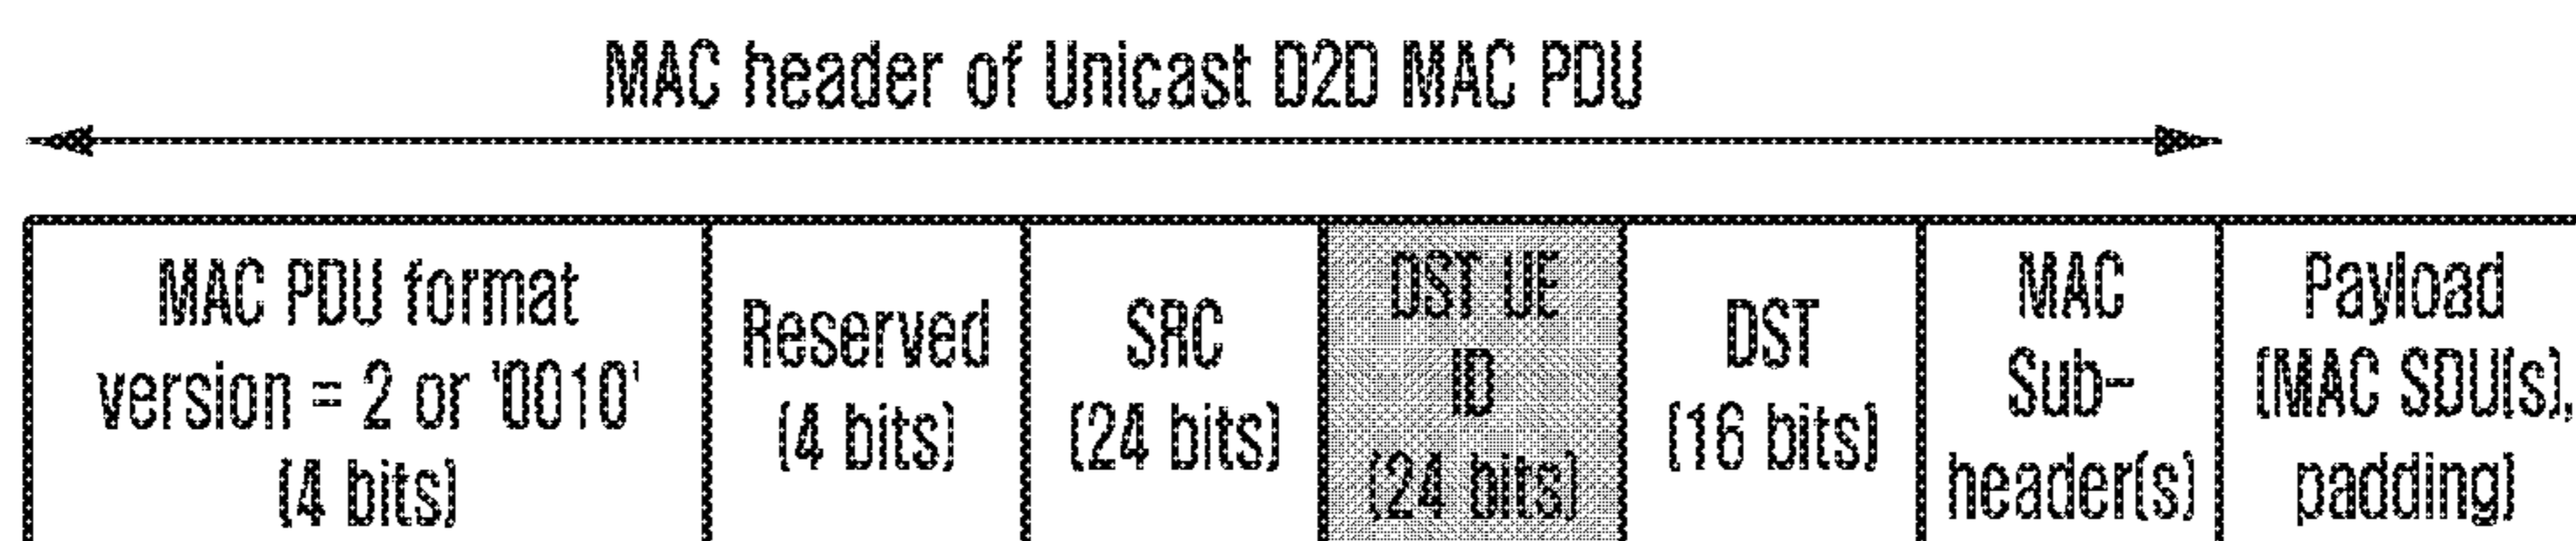 MAC header of Unicast D2D MAC PDU
MAC PDU format
version = 2 or '0010'
(4 bits)
Reserved
(4 bits)
SRC
(24 bits)
DST UE
ID
(24 bits)
DST
(16 bits)
MAC
Sub-
header(s)
Payload
(MAC SDU(s),
padding)